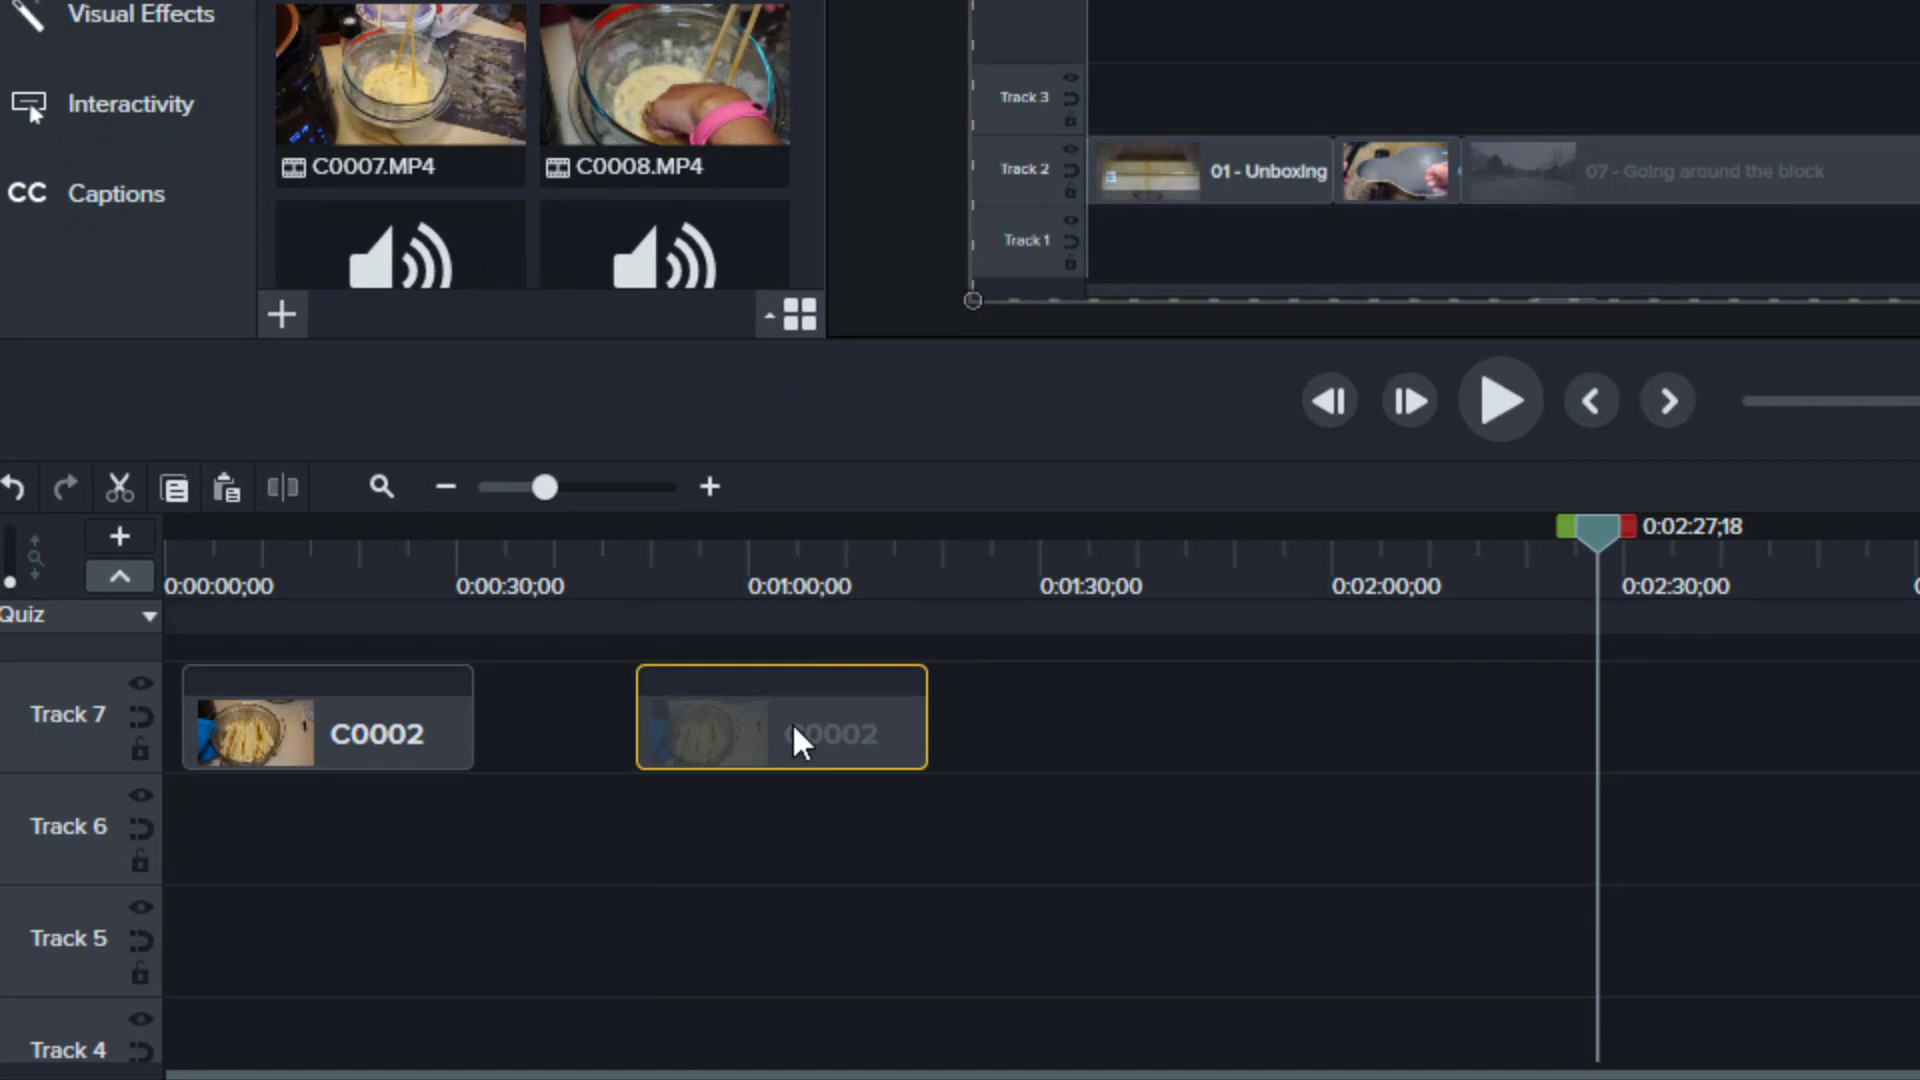 Visual Effects
Interactivity
CC Captions
C0007.MP4
C0008.MP4
Track 3
Track 2
01 - Unboxing
07 - Going around the block
Track 1
0:02:27;18
0:00:00;00
0:00:30;00
0:01:00;00
0:01:30;00
0:02:00;00
0:02:30;00
Quiz
Track 7
C0002
C0002
Track 6
Track 5
Track 4